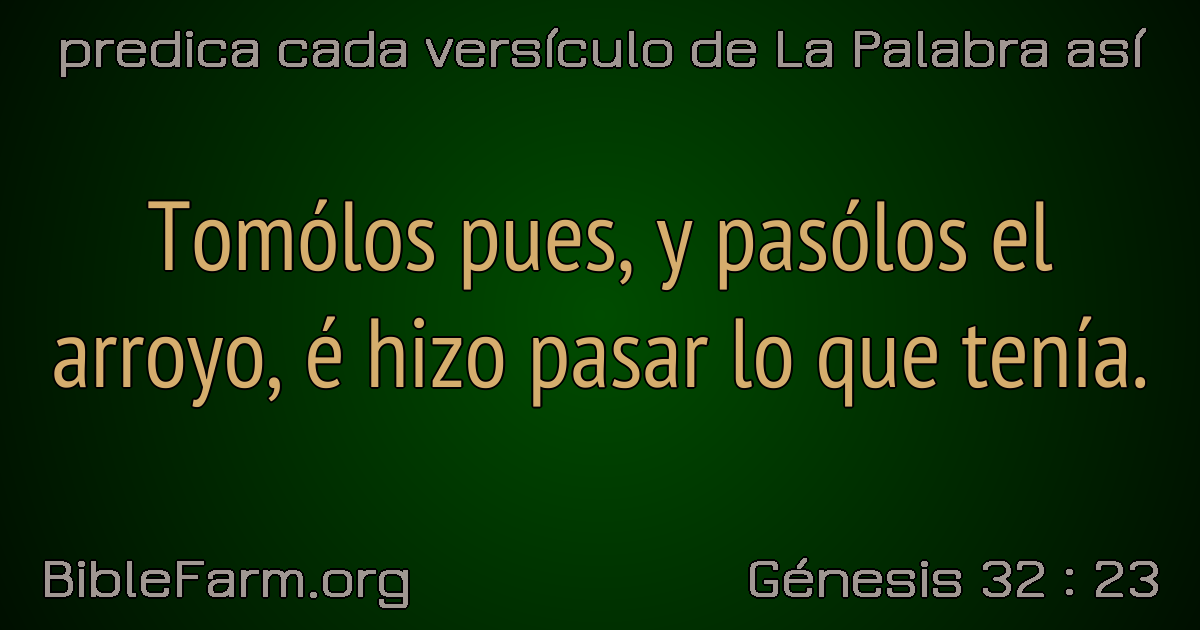 predica cada versículo de La Palabra así
Tomólos pues, y pasólos el
arroyo, é hizo pasar lo que tenía.
BibleFarm.org
Génesis 32 : 23